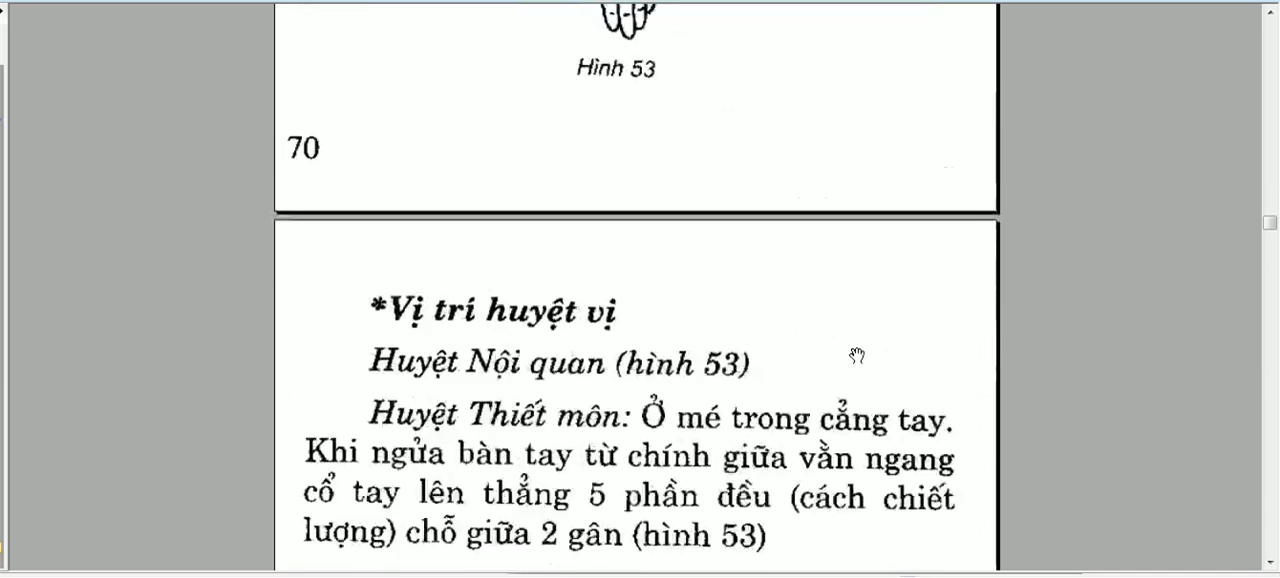 Hình 53
70
*Vị trí huyệt vị
Huyệt Nội quan (hình 53)
Huyệt Thiết môn: Ở mé trong cẳng tay.
Khi ngửa bàn tay từ chính giữa vằn ngang
cổ tay lên thẳng 5 phần đều (cách chiết
lượng) chỗ giữa 2 gân (hình 53)